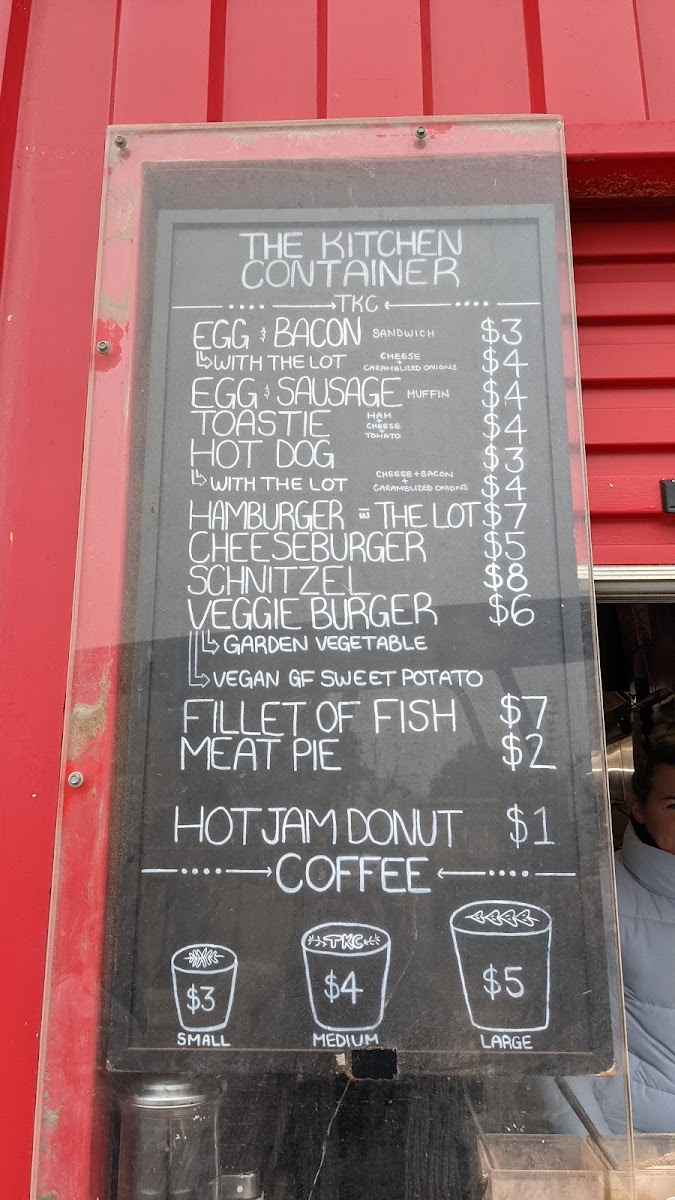 THE KITCHEN
CONTAINER
TKC
EGG & BACON SANDWICH $3
WITH THE LOT CHEESE + CARAMELIZED ONIONS $4
EGG & SAUSAGE MUFFIN $4
TOASTIE HAM + CHEESE + TOMATO $4
HOT DOG $3
WITH THE LOT CHEESE + BACON + CARAMELIZED ONIONS $4
HAMBURGER W THE LOT $7
CHEESEBURGER $5
SCHNITZEL $8
VEGGIE BURGER $6
GARDEN VEGETABLE
VEGAN GF SWEET POTATO
FILLET OF FISH $7
MEAT PIE $2
HOT JAM DONUT $1
COFFEE
TKC
$3 $4 $5
SMALL MEDIUM LARGE